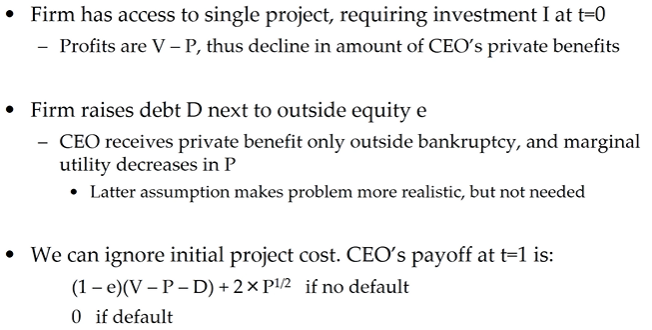 • Firm has access to single project, requiring investment I at t=0
– Profits are V – P, thus decline in amount of CEO's private benefits
• Firm raises debt D next to outside equity e
– CEO receives private benefit only outside bankruptcy, and marginal
utility decreases in P
• Latter assumption makes problem more realistic, but not needed
• We can ignore initial project cost. CEO's payoff at t=1 is:
(1 – e)(V – P – D) + 2 × P^1/2 if no default
0 if default